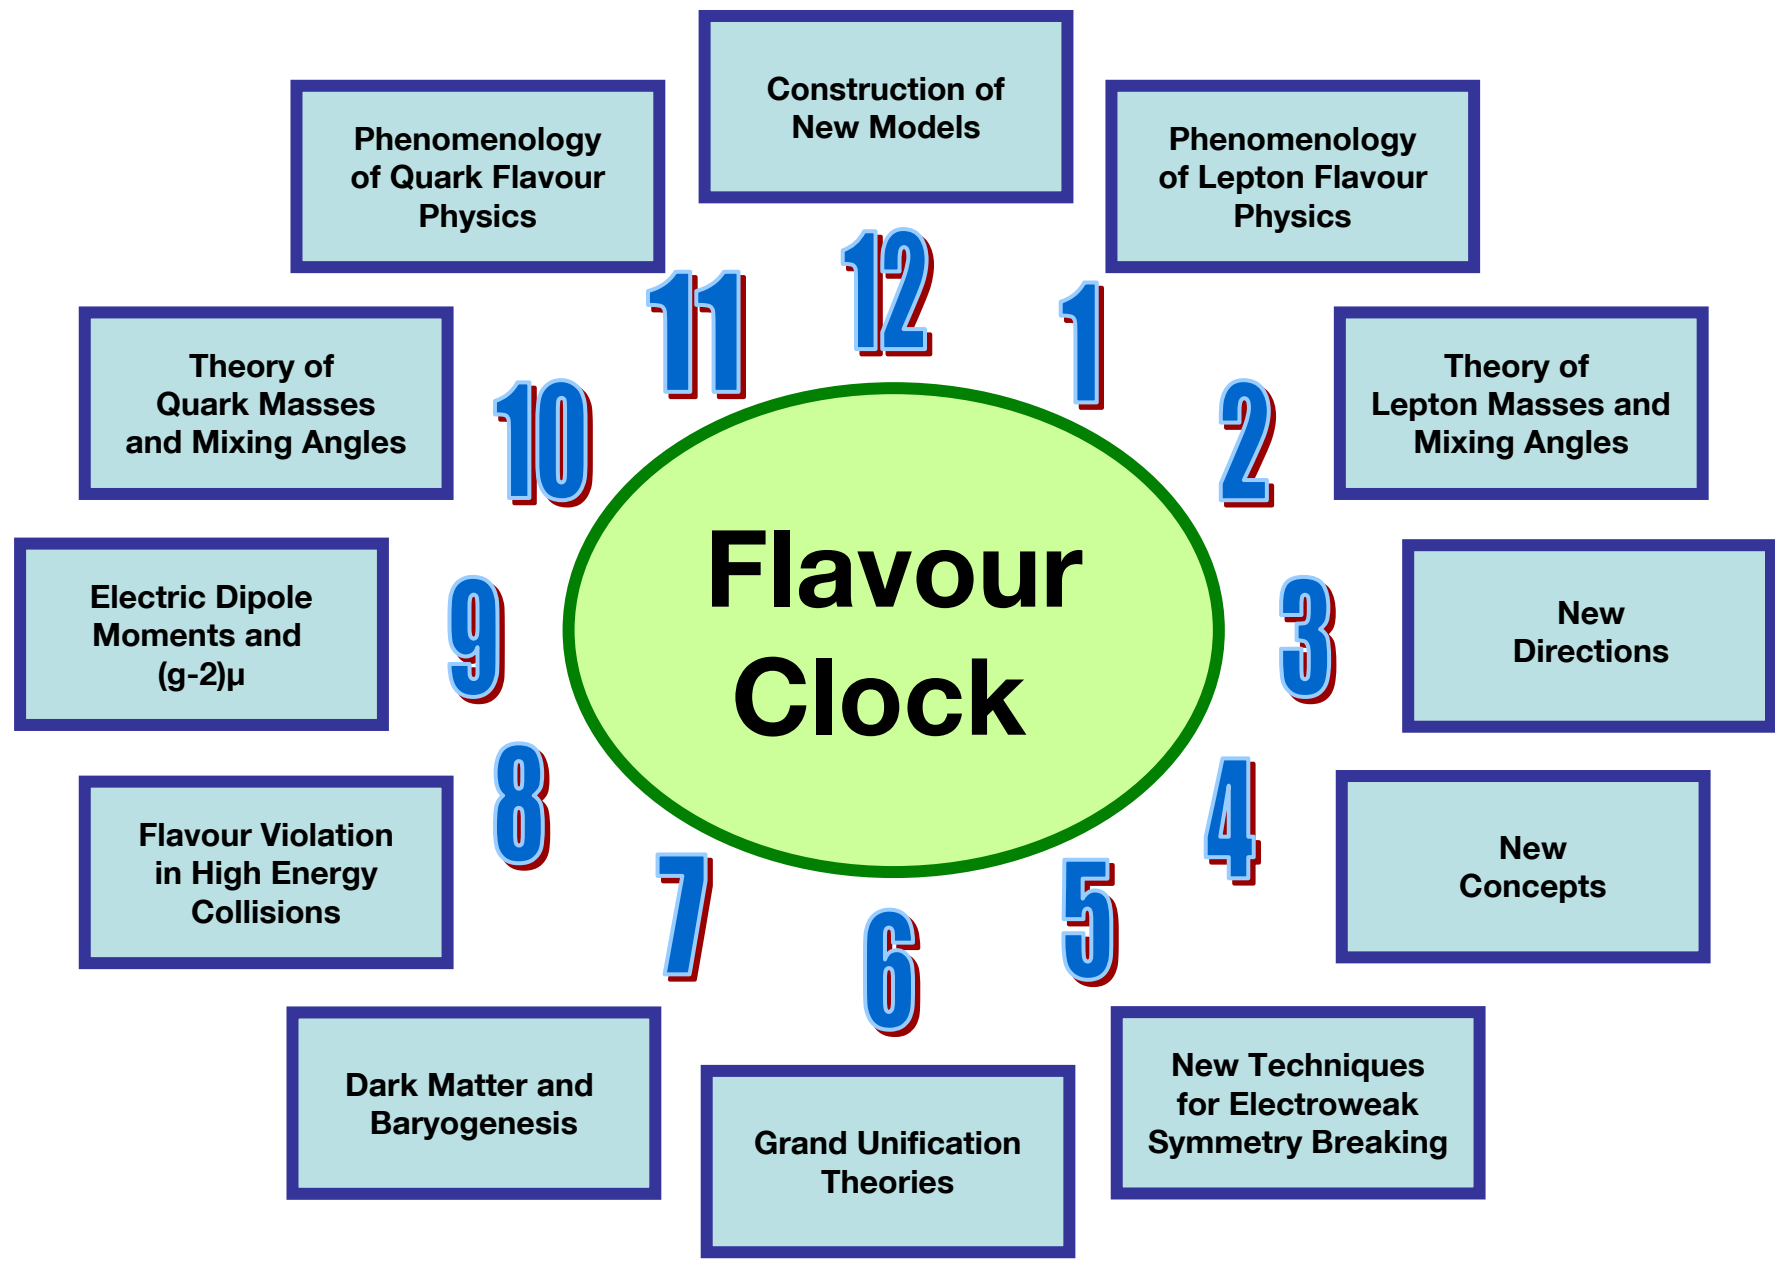 Construction of
New Models
12
Phenomenology
of Lepton Flavour
Physics
1
Theory of
Lepton Masses and
Mixing Angles
2
New
Directions
3
New
Concepts
4
New Techniques
for Electroweak
Symmetry Breaking
5
Grand Unification
Theories
6
Dark Matter and
Baryogenesis
7
Flavour Violation
in High Energy
Collisions
8
Electric Dipole
Moments and
(g-2)μ
9
Theory of
Quark Masses
and Mixing Angles
10
Phenomenology
of Quark Flavour
Physics
11
Flavour
Clock